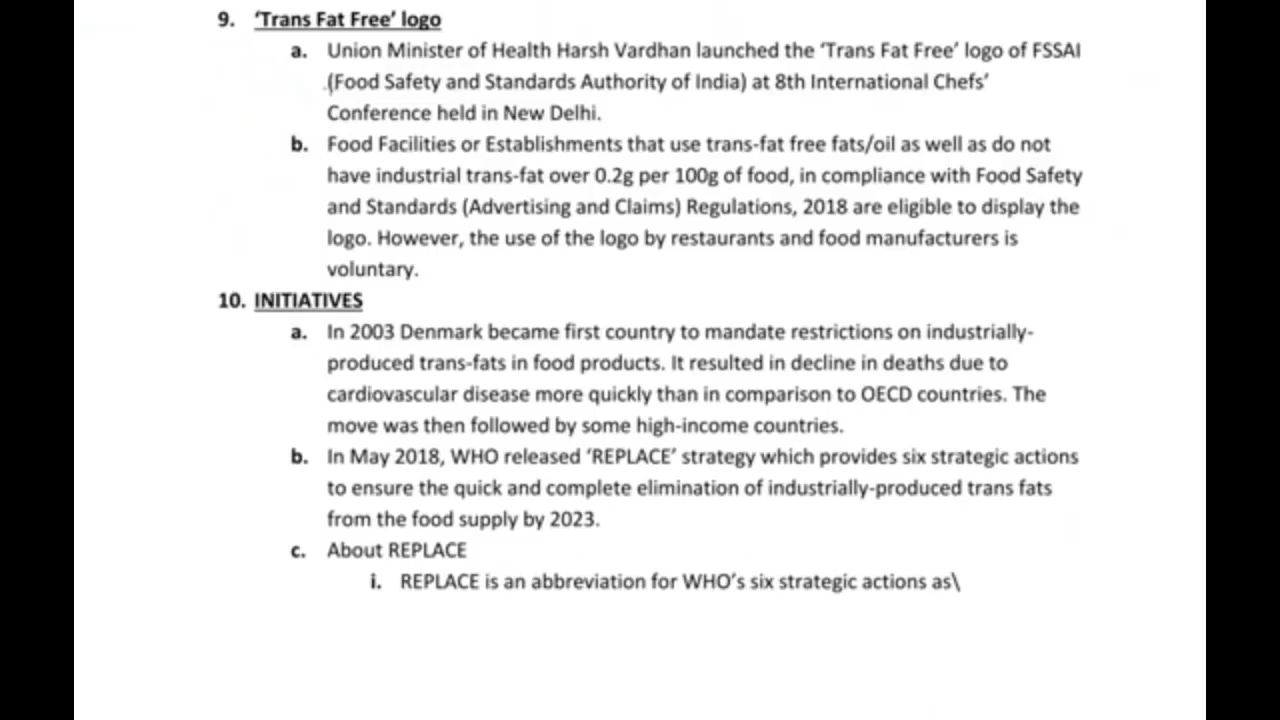 9. ‘Trans Fat Free’ logo
a. Union Minister of Health Harsh Vardhan launched the ‘Trans Fat Free’ logo of FSSAI
(Food Safety and Standards Authority of India) at 8th International Chefs’
Conference held in New Delhi.
b. Food Facilities or Establishments that use trans-fat free fats/oil as well as do not
have industrial trans-fat over 0.2g per 100g of food, in compliance with Food Safety
and Standards (Advertising and Claims) Regulations, 2018 are eligible to display the
logo. However, the use of the logo by restaurants and food manufacturers is
voluntary.
10. INITIATIVES
a. In 2003 Denmark became first country to mandate restrictions on industrially-
produced trans-fats in food products. It resulted in decline in deaths due to
cardiovascular disease more quickly than in comparison to OECD countries. The
move was then followed by some high-income countries.
b. In May 2018, WHO released ‘REPLACE’ strategy which provides six strategic actions
to ensure the quick and complete elimination of industrially-produced trans fats
from the food supply by 2023.
c. About REPLACE
i. REPLACE is an abbreviation for WHO’s six strategic actions as\